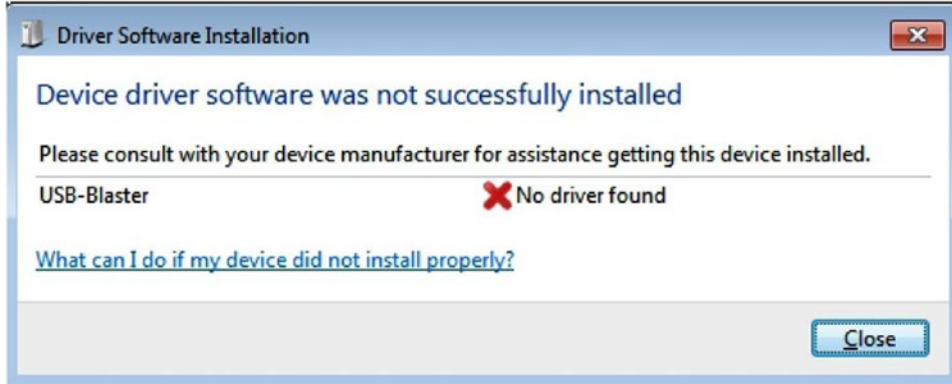 Driver Software Installation
Device driver software was not successfully installed
Please consult with your device manufacturer for assistance getting this device installed.
USB-Blaster No driver found
What can I do if my device did not install properly?
Close